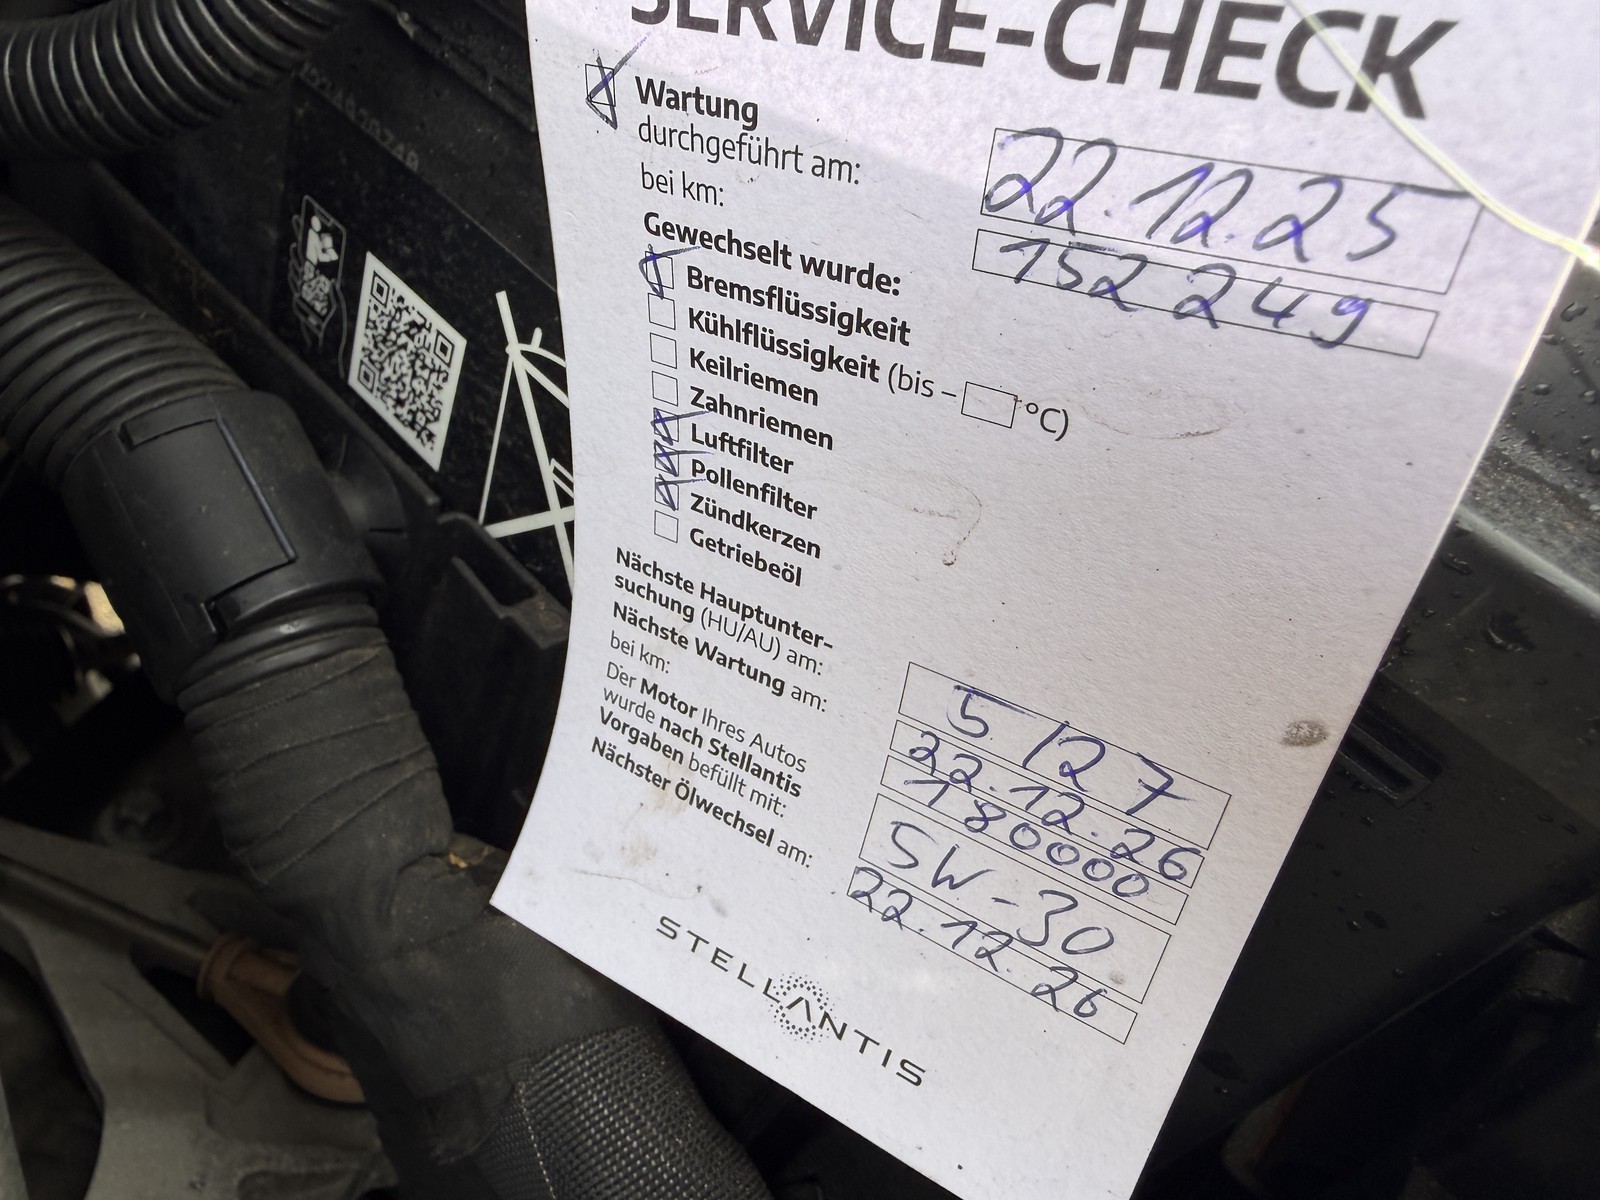 SERVICE-CHECK
Wartung
durchgeführt am: 22.12.25
bei km: 152249
Gewechselt wurde:
Bremsflüssigkeit
Kühlflüssigkeit (bis – °C)
Keilriemen
Zahnriemen
Luftfilter
Pollenfilter
Zündkerzen
Getriebeöl
Nächste Hauptunter-
suchung (HU/AU) am: 5/27
Nächste Wartung am: 22.12.26
bei km: 180000
Der Motor Ihres Autos
wurde nach Stellantis
Vorgaben befüllt mit: 5W-30
Nächster Ölwechsel am: 22.12.26
STELLANTIS